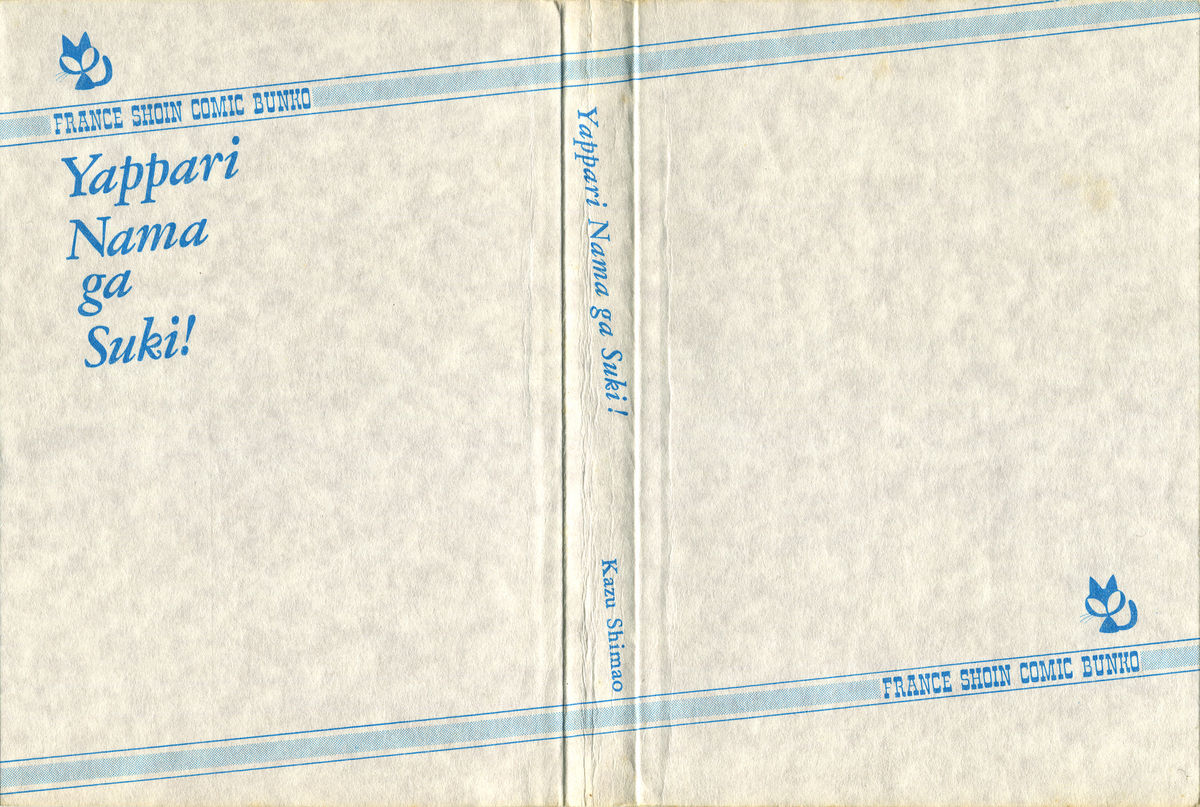 FRANCE SHOIN COMIC BUNKO
Yappari
Nama
ga
Suki!
Yappari Nama ga Suki!
Kazu Shimao
FRANCE SHOIN COMIC BUNKO